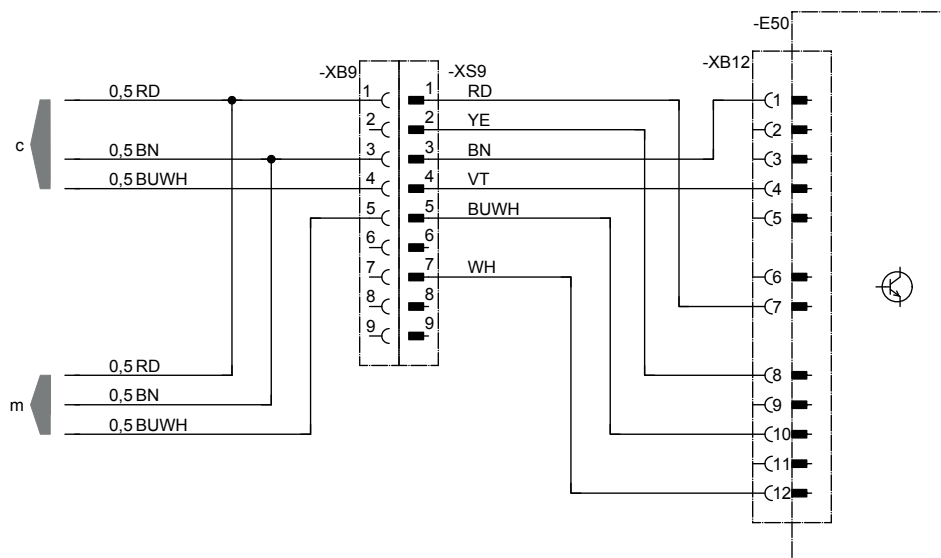 -E50
-XB9 -XS9 -XB12
0,5 RD 1 1 RD 1
2 2 YE 2
c 0,5 BN 3 3 BN 3
0,5 BUWH 4 4 VT 4
5 5 BUWH 5
6 6
7 7 WH 6
8 8 7
9 9
0,5 RD 8
m 0,5 BN 9
0,5 BUWH 10
11
12